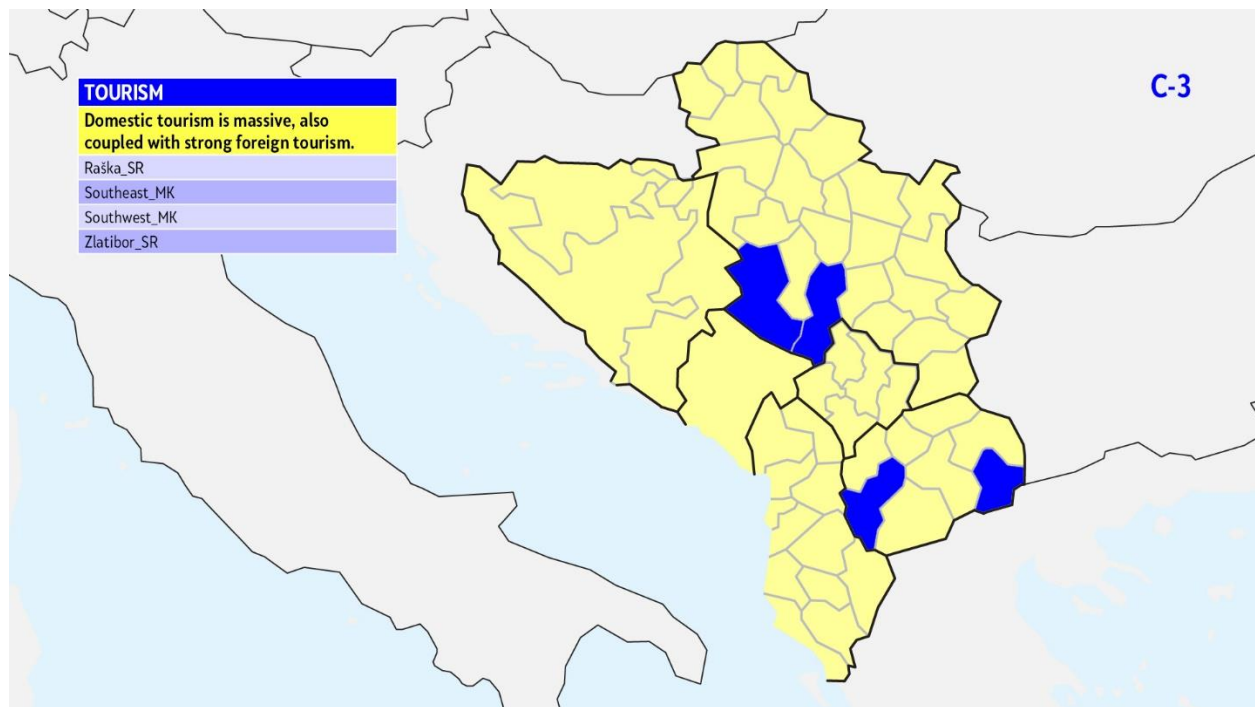 TOURISM
Domestic tourism is massive, also
coupled with strong foreign tourism.
Raška_SR
Southeast_MK
Southwest_MK
Zlatibor_SR
C-3